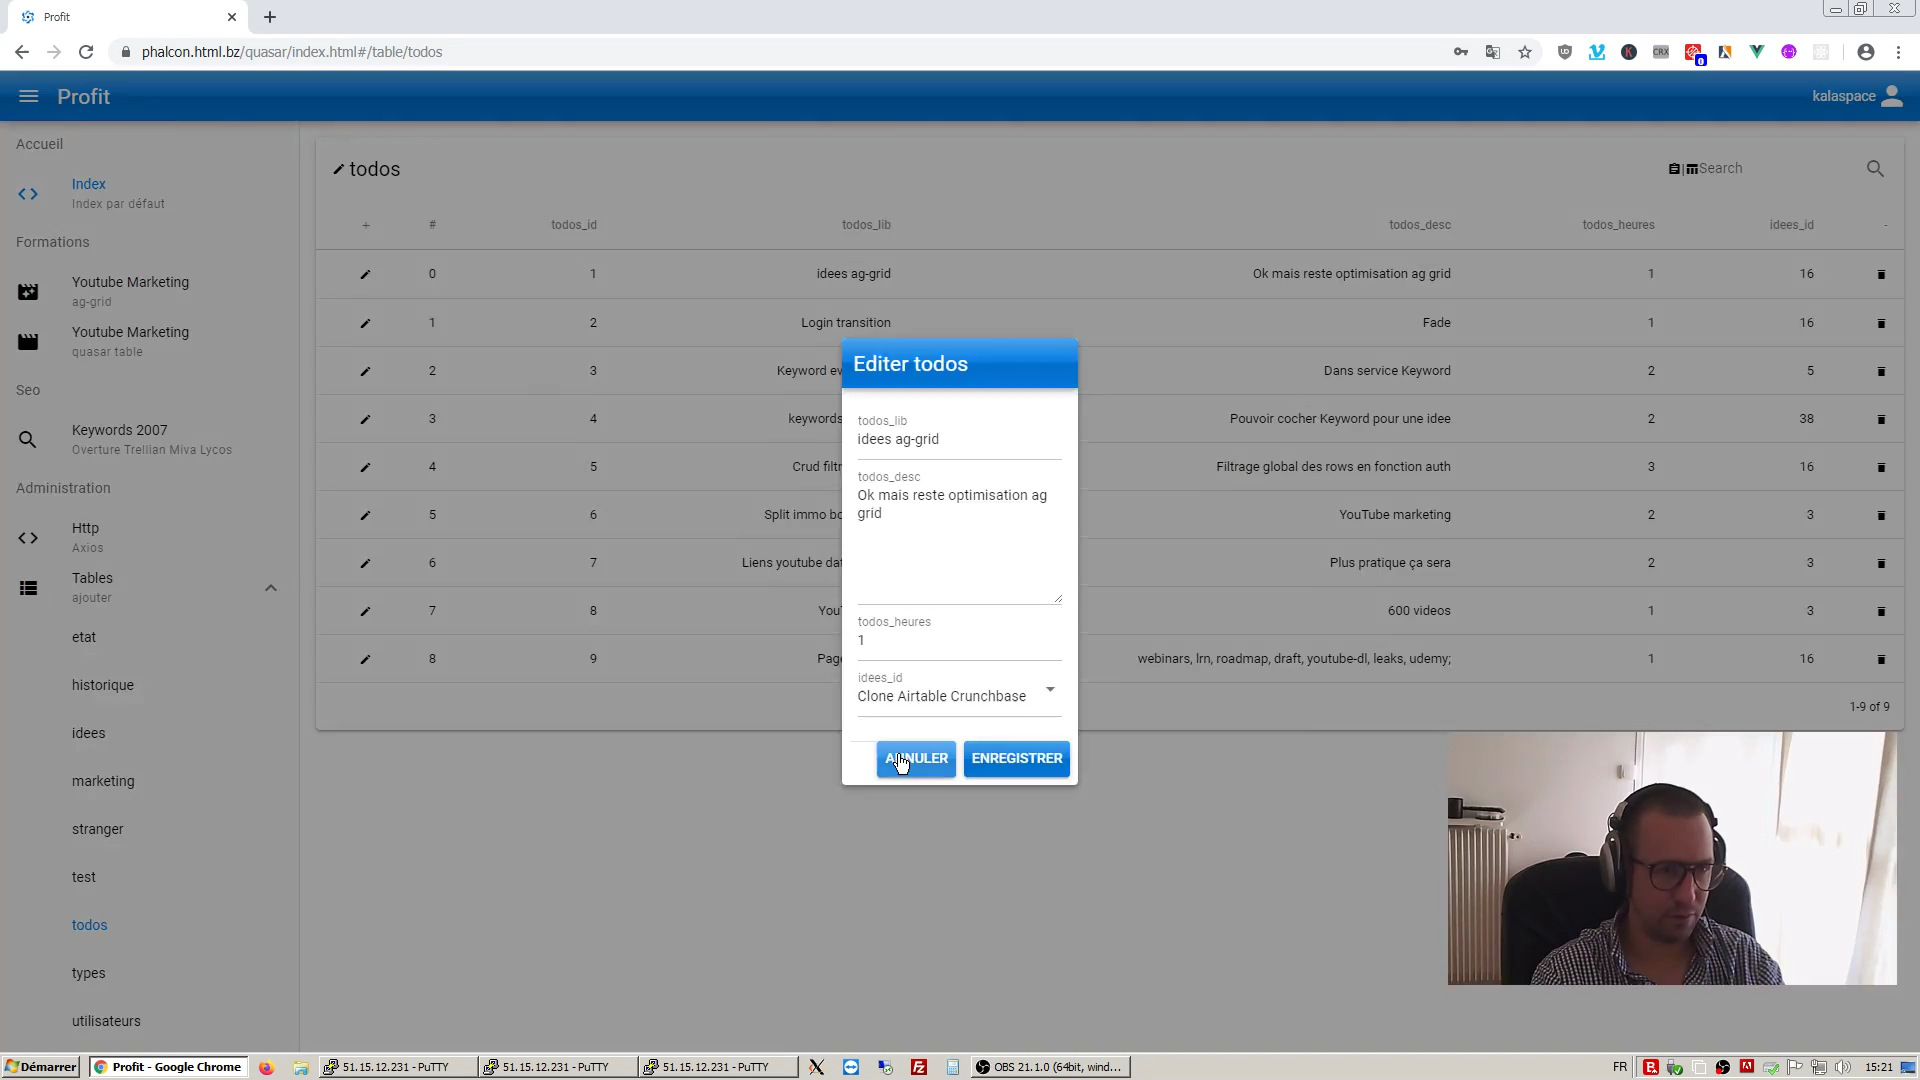 Profit
phalcon.html.bz/quasar/index.html#/table/todos
CRX
0
Profit
kalaspace
Accueil
Index
Index par défaut
Formations
Youtube Marketing
ag-grid
Youtube Marketing
quasar table
Seo
Keywords 2007
Overture Trellian Miva Lycos
Administration
Http
Axios
Tables
ajouter
etat
historique
idees
marketing
stranger
test
todos
types
utilisateurs
todos
Search
+ # todos_id todos_lib todos_desc todos_heures idees_id -
0 1 idees ag-grid Ok mais reste optimisation ag grid 1 16
1 2 Login transition Fade 1 16
2 3 Keyword Dans service Keyword 2 5
3 4 keywords Pouvoir cocher Keyword pour une idee 2 38
4 5 Crud Filtrage global des rows en fonction auth 3 16
5 6 Split immo YouTube marketing 2 3
6 7 Liens youtube Plus pratique ça sera 2 3
7 8 600 videos 1 3
8 9 webinars, lrn, roadmap, draft, youtube-dl, leaks, udemy; 1 16
1-9 of 9
Editer todos
todos_lib
idees ag-grid
todos_desc
Ok mais reste optimisation ag
grid
todos_heures
1
idees_id
Clone Airtable Crunchbase
ANNULER ENREGISTRER
Démarrer
Profit - Google Chrome
51.15.12.231 - PuTTY
51.15.12.231 - PuTTY
51.15.12.231 - PuTTY
OBS 21.1.0 (64bit, wind...
FR
15:21